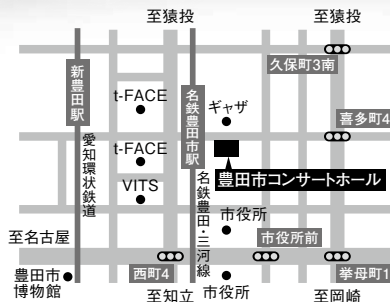 至猿投
至猿投
久保町3南
新豊田駅
t-FACE
名鉄豊田市駅
ギャザ
喜多町4
愛知環状鉄道
t-FACE
豊田市コンサートホール
VITS
名鉄豊田・三河線
市役所
至名古屋
市役所前
豊田市
博物館
西町4
挙母町1
至知立
市役所
至岡崎